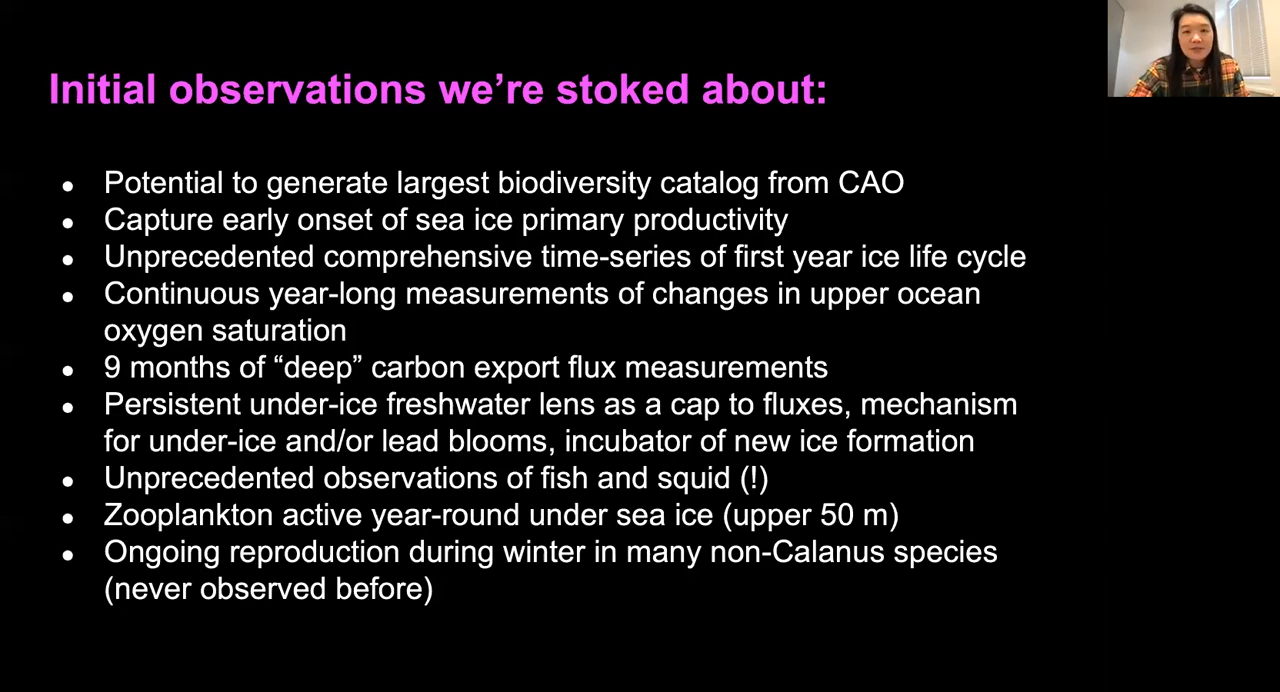 Initial observations we're stoked about:
● Potential to generate largest biodiversity catalog from CAO
● Capture early onset of sea ice primary productivity
● Unprecedented comprehensive time-series of first year ice life cycle
● Continuous year-long measurements of changes in upper ocean
oxygen saturation
● 9 months of “deep” carbon export flux measurements
● Persistent under-ice freshwater lens as a cap to fluxes, mechanism
for under-ice and/or lead blooms, incubator of new ice formation
● Unprecedented observations of fish and squid (!)
● Zooplankton active year-round under sea ice (upper 50 m)
● Ongoing reproduction during winter in many non-Calanus species
(never observed before)